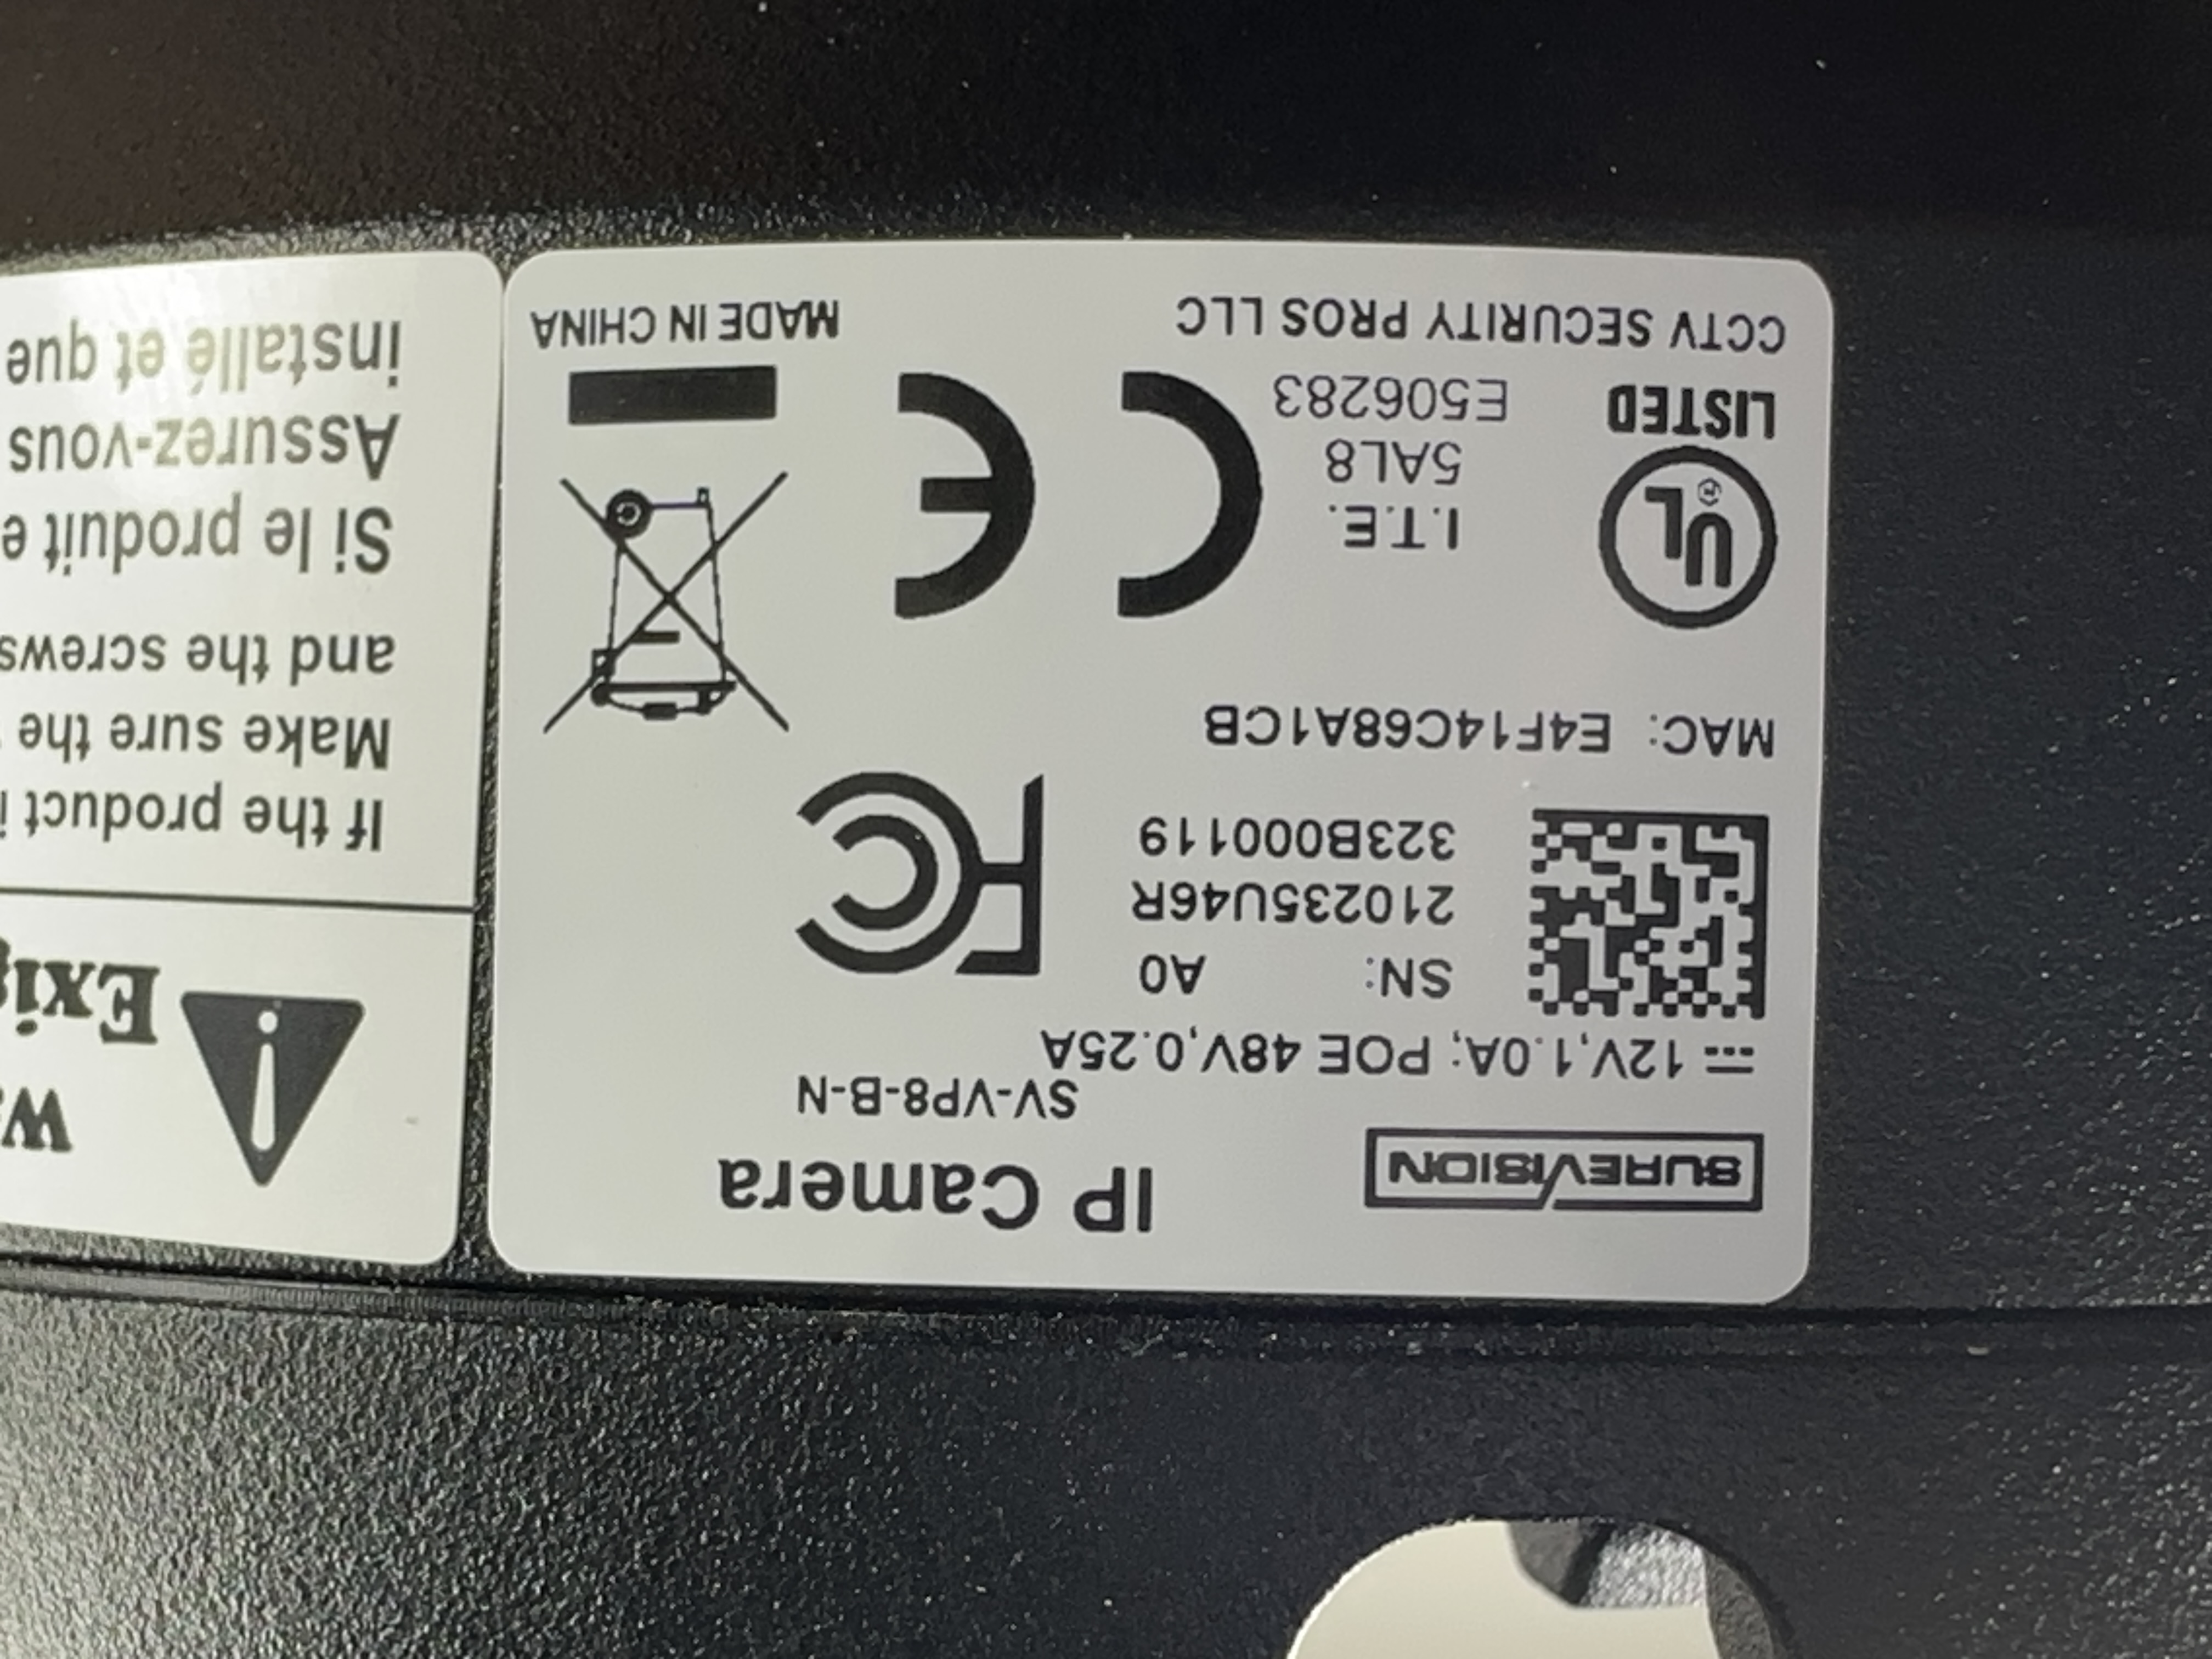 SUREVISION
IP Camera
SV-VP8-B-N
12V,1.0A; POE 48V,0.25A
SN: A0
210235U46R
323B000119
FC
MAC: E4F14C68A1CB
UL
LISTED
I.T.E.
5AL8
E506283
CE
CCTV SECURITY PROS LLC
MADE IN CHINA
If the product
Make sure the
and the screws
Si le produit
Assurez-vous
installé et que